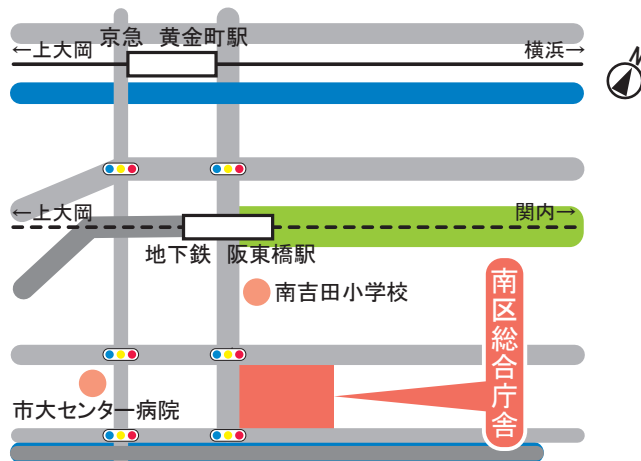 京急 黄金町駅
←上大岡
横浜→
N
←上大岡
関内→
地下鉄 阪東橋駅
南吉田小学校
南区総合庁舎
市大センター病院